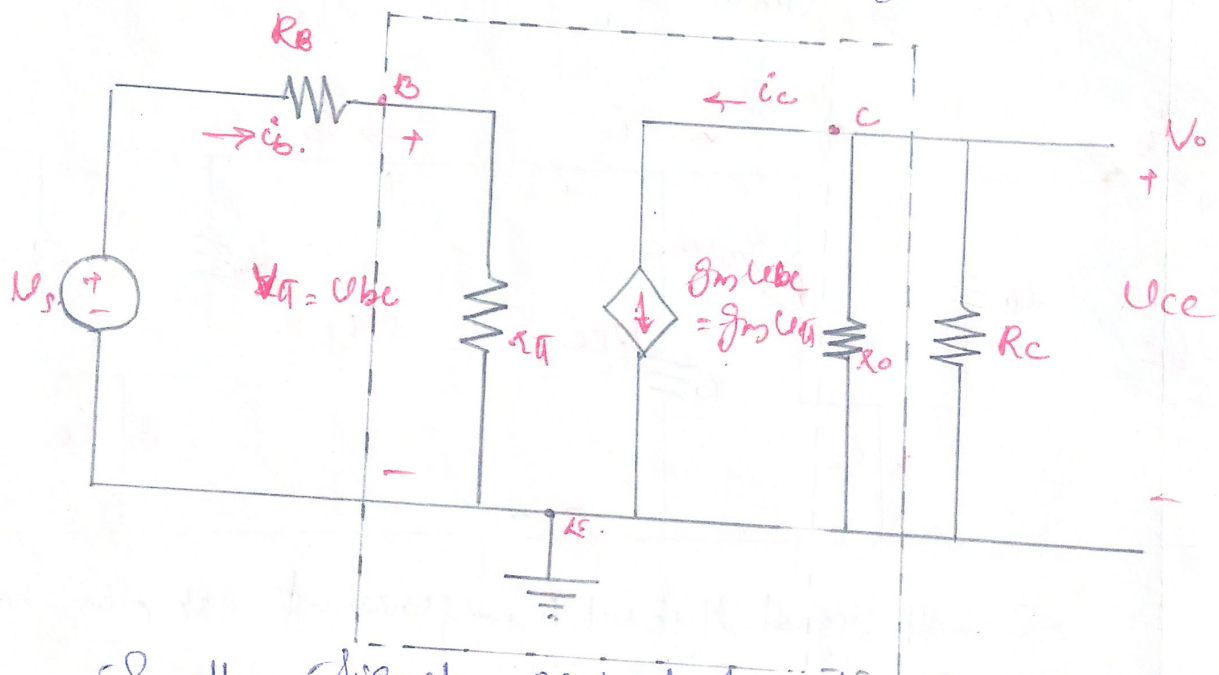 RB
B
ic
C
Vo
→ib.
+
+
+
-
Vs
Vπ = Vbe
rπ
gmVbe
= gmVπ
ro
RC
VCE
-
-